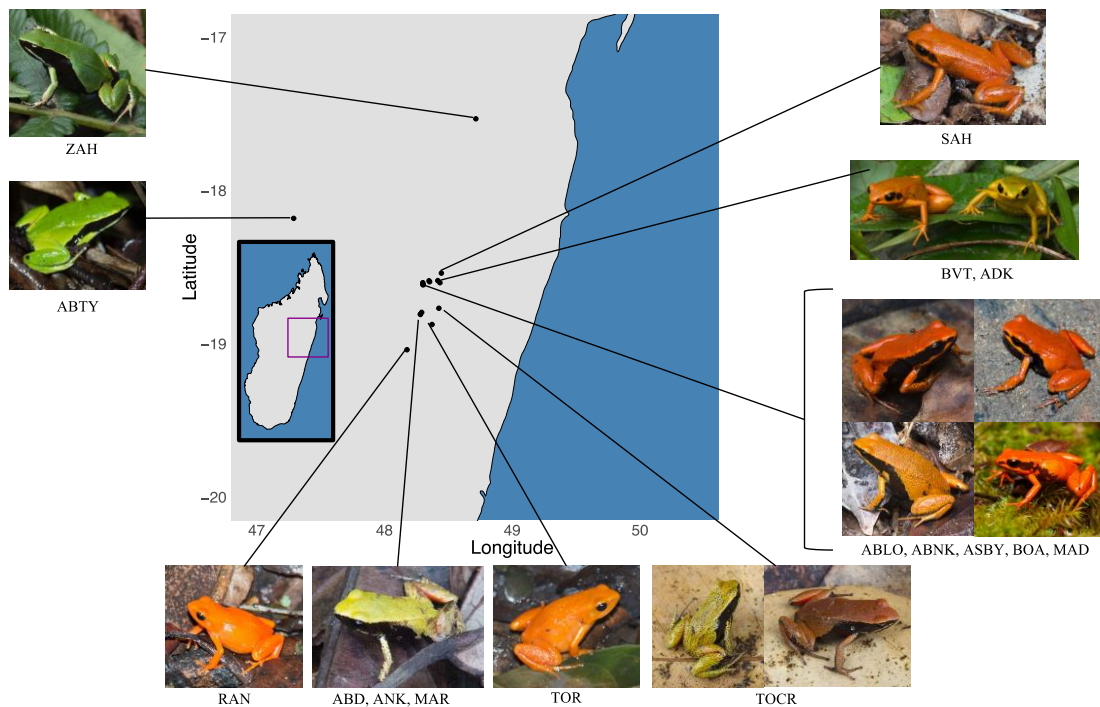 −17
−18
−19
−20
47
48
49
50
Latitude
Longitude
ZAH
ABTY
SAH
BVT, ADK
ABLO, ABNK, ASBY, BOA, MAD
RAN
ABD, ANK, MAR
TOR
TOCR